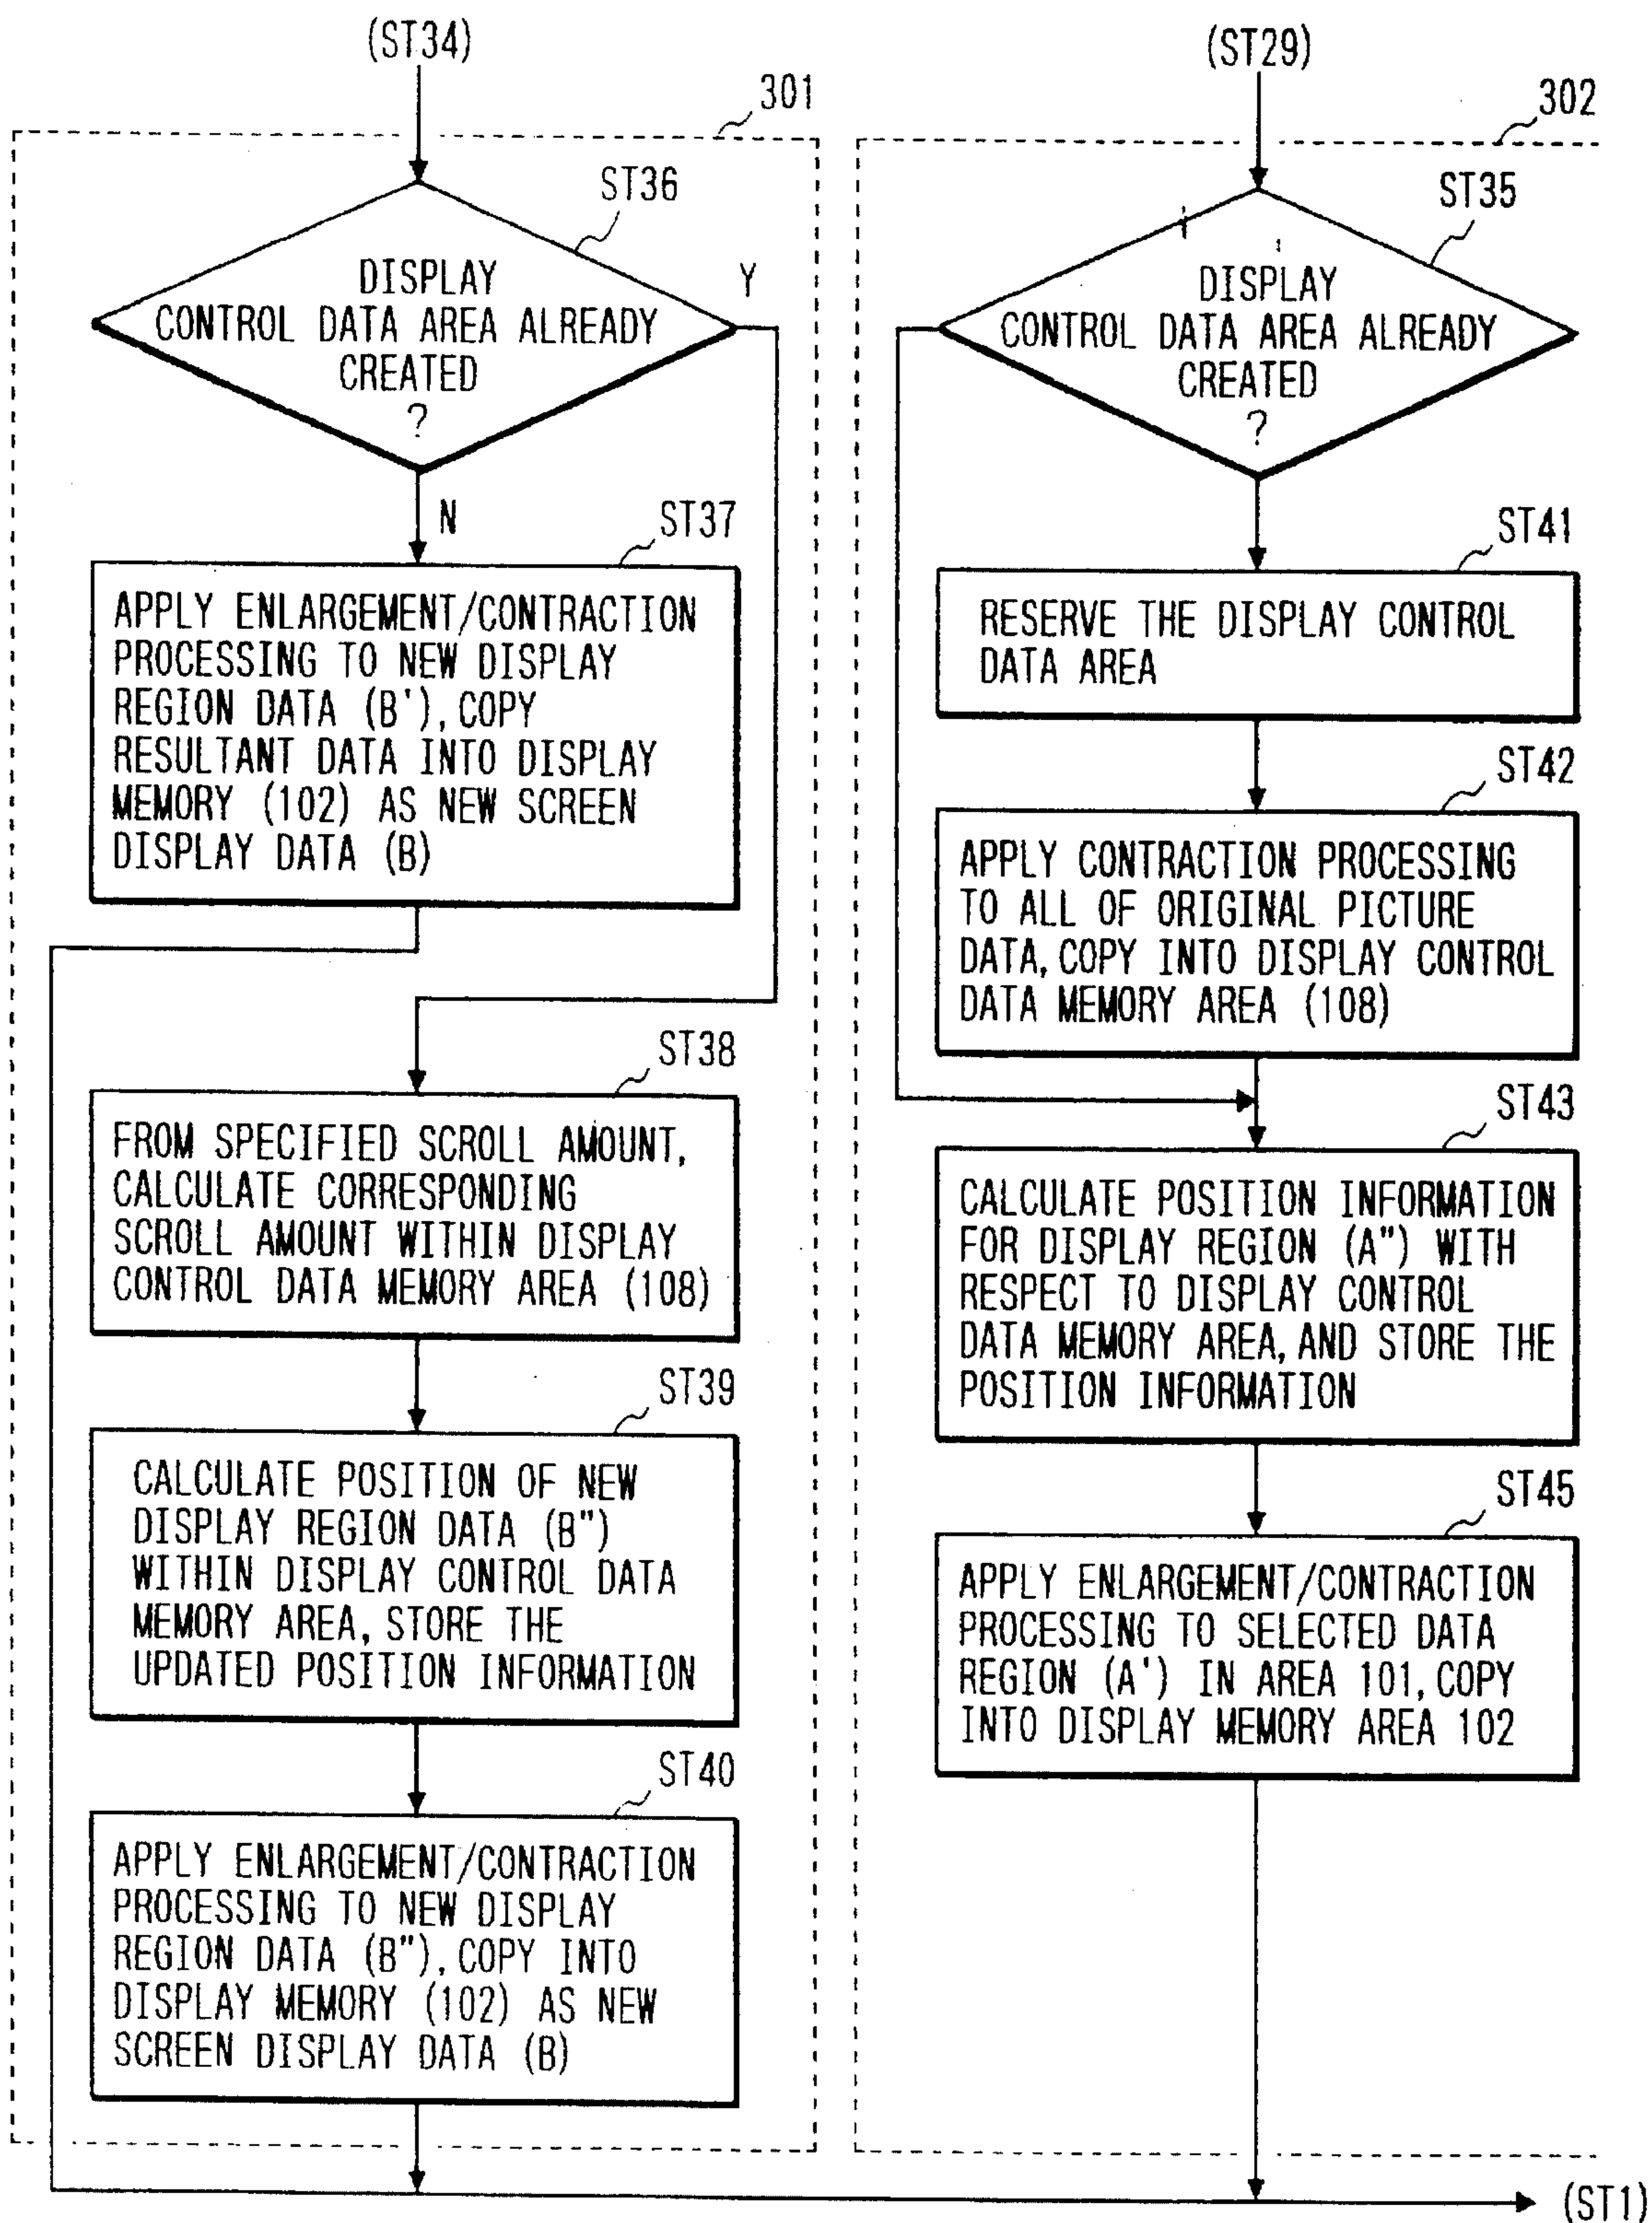 (ST34)
301
ST36
DISPLAY
CONTROL DATA AREA ALREADY
CREATED
?
Y
N
ST37
APPLY ENLARGEMENT/CONTRACTION
PROCESSING TO NEW DISPLAY
REGION DATA (B'), COPY
RESULTANT DATA INTO DISPLAY
MEMORY (102) AS NEW SCREEN
DISPLAY DATA (B)
ST38
FROM SPECIFIED SCROLL AMOUNT,
CALCULATE CORRESPONDING
SCROLL AMOUNT WITHIN DISPLAY
CONTROL DATA MEMORY AREA (108)
ST39
CALCULATE POSITION OF NEW
DISPLAY REGION DATA (B")
WITHIN DISPLAY CONTROL DATA
MEMORY AREA, STORE THE
UPDATED POSITION INFORMATION
ST40
APPLY ENLARGEMENT/CONTRACTION
PROCESSING TO NEW DISPLAY
REGION DATA (B"), COPY INTO
DISPLAY MEMORY (102) AS NEW
SCREEN DISPLAY DATA (B)
(ST29)
302
ST35
DISPLAY
CONTROL DATA AREA ALREADY
CREATED
?
ST41
RESERVE THE DISPLAY CONTROL
DATA AREA
ST42
APPLY CONTRACTION PROCESSING
TO ALL OF ORIGINAL PICTURE
DATA, COPY INTO DISPLAY CONTROL
DATA MEMORY AREA (108)
ST43
CALCULATE POSITION INFORMATION
FOR DISPLAY REGION (A") WITH
RESPECT TO DISPLAY CONTROL
DATA MEMORY AREA, AND STORE THE
POSITION INFORMATION
ST45
APPLY ENLARGEMENT/CONTRACTION
PROCESSING TO SELECTED DATA
REGION (A') IN AREA 101, COPY
INTO DISPLAY MEMORY AREA 102
(ST1)